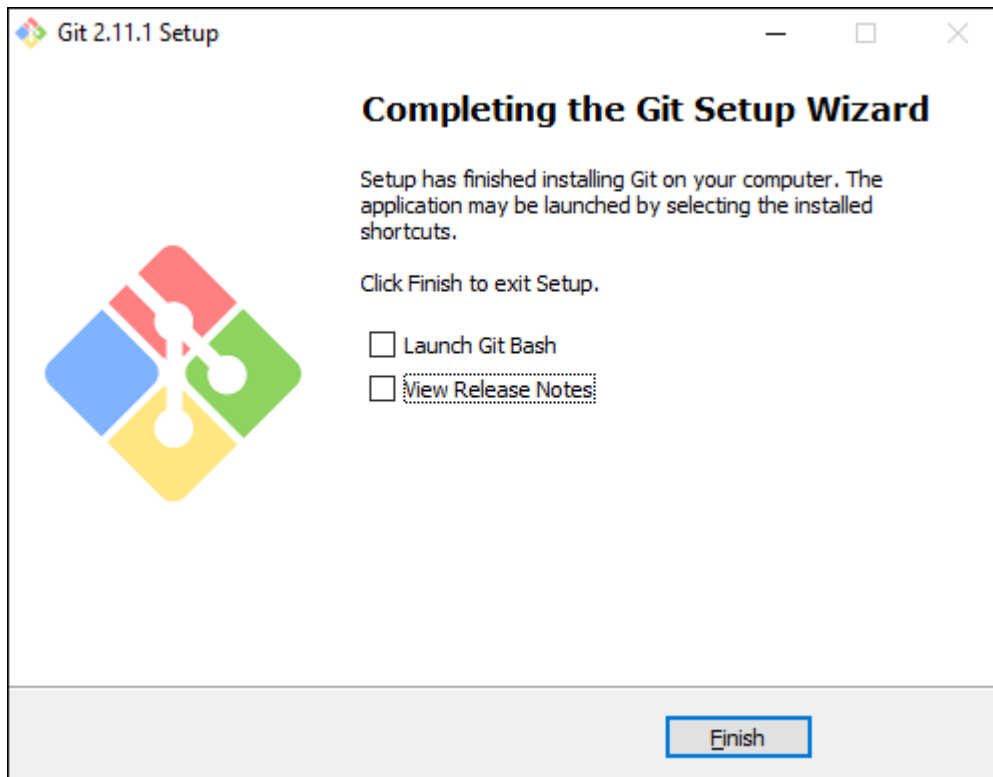 Git 2.11.1 Setup
Completing the Git Setup Wizard
Setup has finished installing Git on your computer. The
application may be launched by selecting the installed
shortcuts.
Click Finish to exit Setup.
Launch Git Bash
View Release Notes
Finish